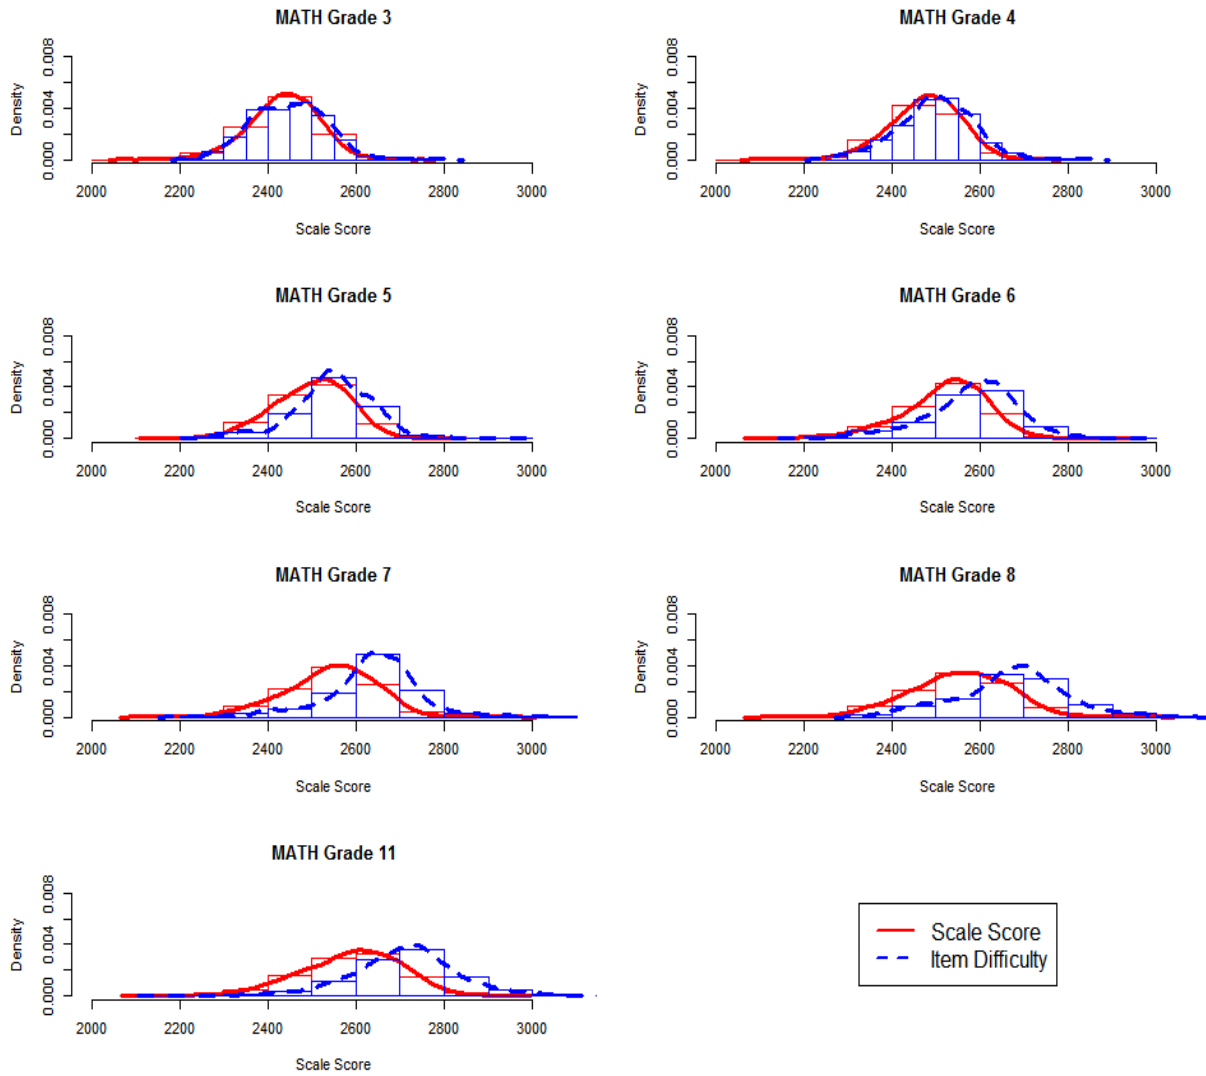 MATH Grade 3
Density
0.000 0.004 0.008
2000 2200 2400 2600 2800 3000
Scale Score
MATH Grade 4
Density
0.000 0.004 0.008
2000 2200 2400 2600 2800 3000
Scale Score
MATH Grade 5
Density
0.000 0.004 0.008
2000 2200 2400 2600 2800 3000
Scale Score
MATH Grade 6
Density
0.000 0.004 0.008
2000 2200 2400 2600 2800 3000
Scale Score
MATH Grade 7
Density
0.000 0.004 0.008
2000 2200 2400 2600 2800 3000
Scale Score
MATH Grade 8
Density
0.000 0.004 0.008
2000 2200 2400 2600 2800 3000
Scale Score
MATH Grade 11
Density
0.000 0.004 0.008
2000 2200 2400 2600 2800 3000
Scale Score
Scale Score
Item Difficulty